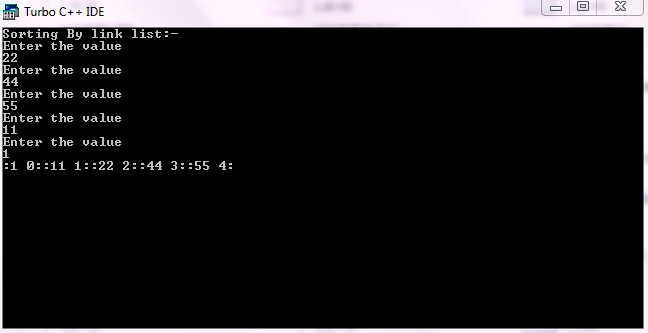 Turbo C++ IDE
Sorting By link list:-
Enter the value
22
Enter the value
44
Enter the value
55
Enter the value
11
Enter the value
1
:1 0::11 1::22 2::44 3::55 4: